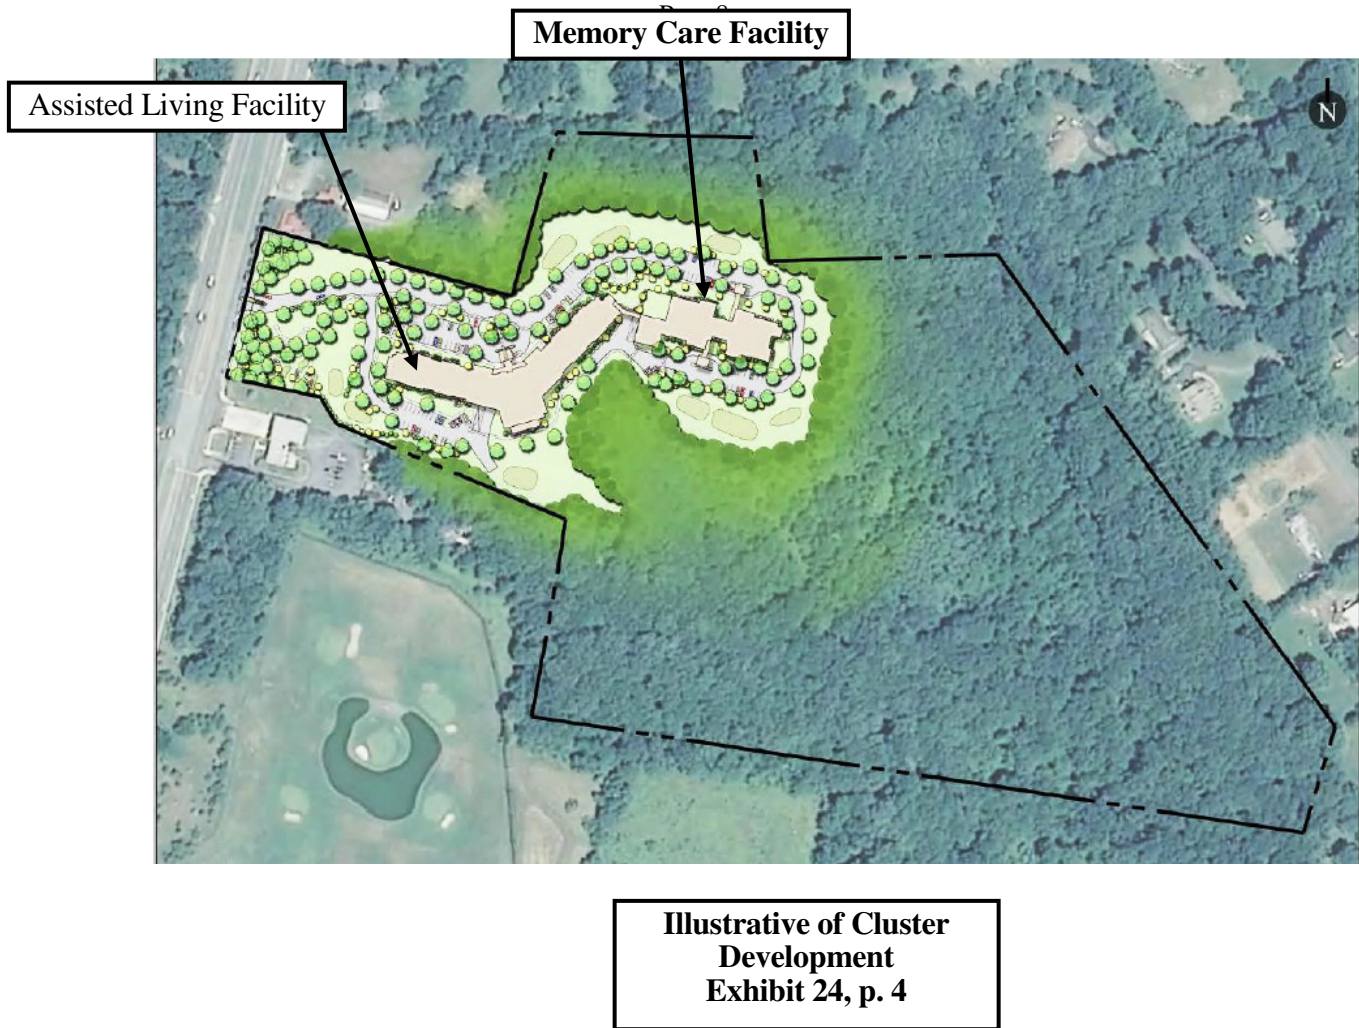 Memory Care Facility
Assisted Living Facility
N
Illustrative of Cluster
Development
Exhibit 24, p. 4